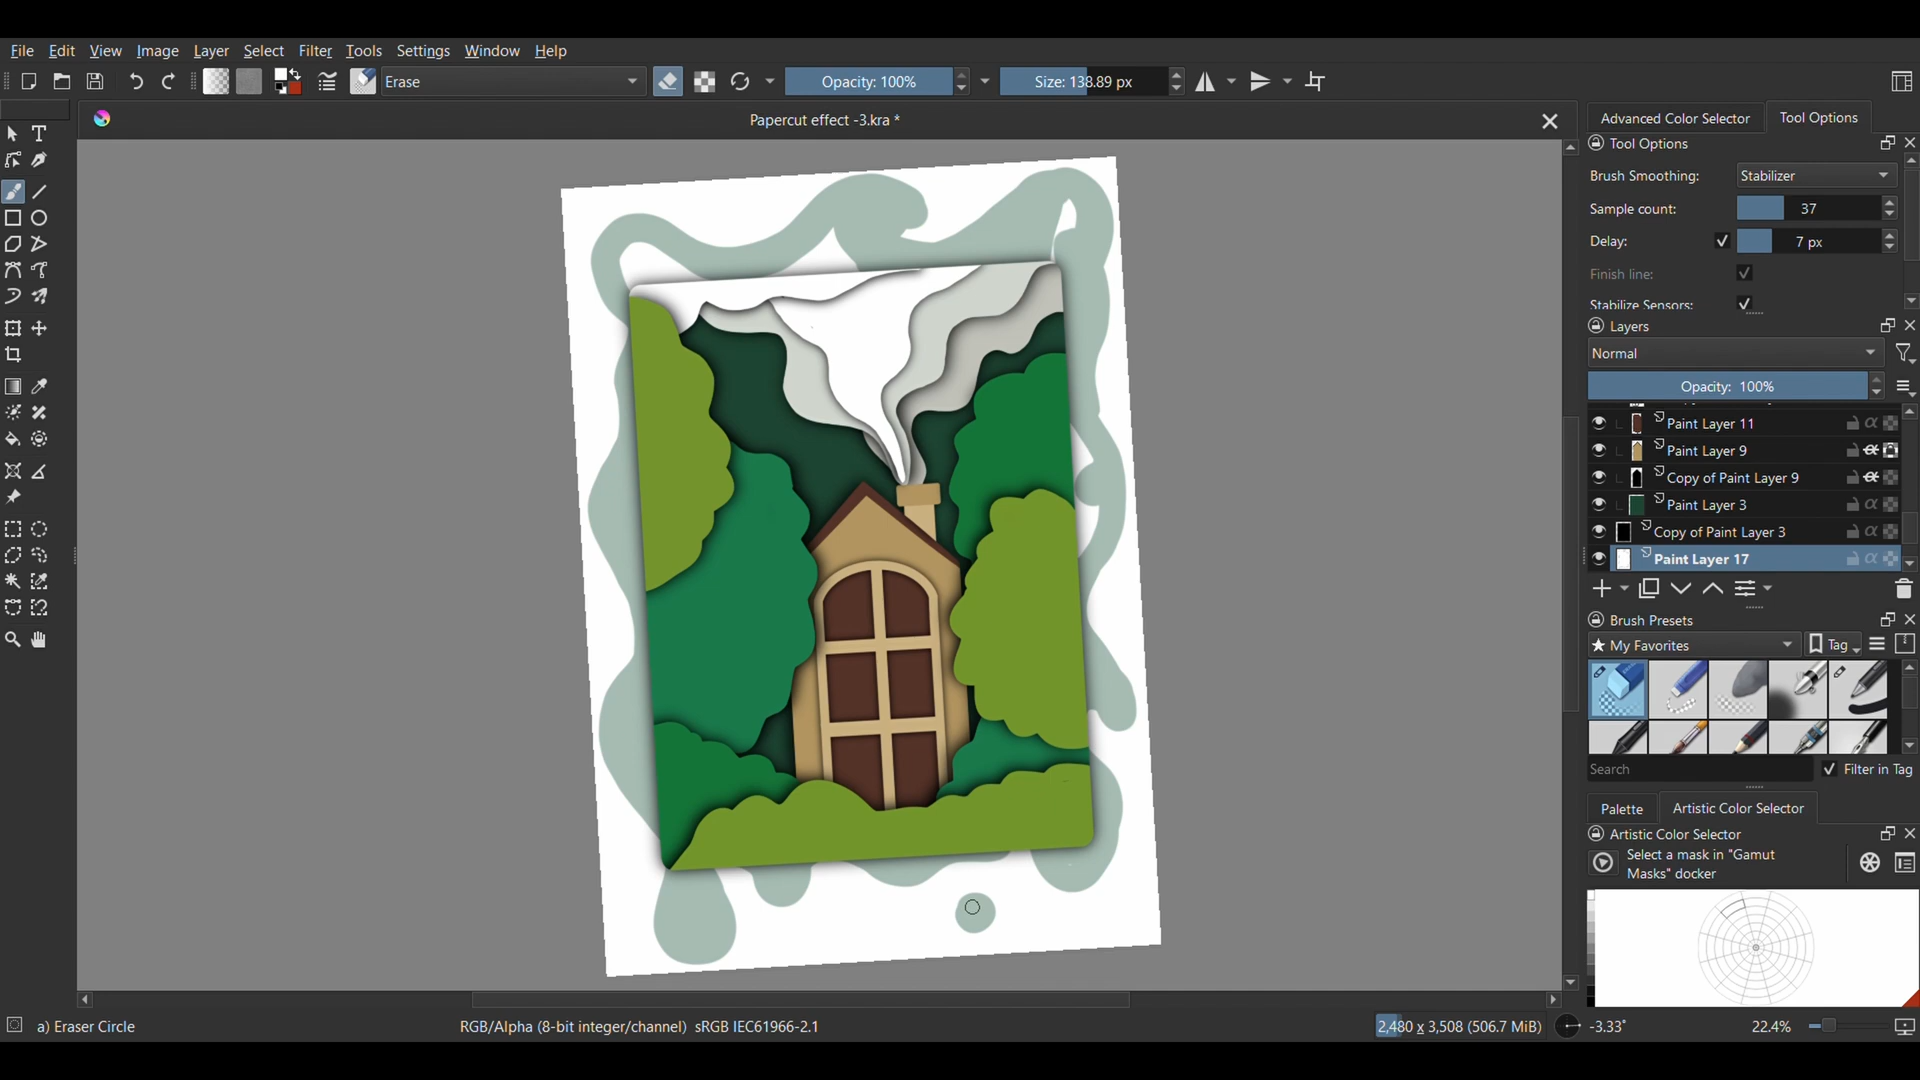 File Edit View Image Layer Select Filter Tools Settings Window Help
Erase Opacity: 100% Size: 138.89 px
Papercut effect -3.kra *
Advanced Color Selector Tool Options
Tool Options
Brush Smoothing: Stabilizer
Sample count: 37
Delay: 7 px
Finish line:
Stabilize Sensors:
Layers
Normal
Opacity: 100%
Paint Layer 11
Paint Layer 9
Copy of Paint Layer 9
Paint Layer 3
Copy of Paint Layer 3
Paint Layer 17
Brush Presets
★ My Favorites Tag
Search Filter in Tag
Palette Artistic Color Selector
Artistic Color Selector
Select a mask in "Gamut
Masks" docker
a) Eraser Circle RGB/Alpha (8-bit integer/channel) sRGB IEC61966-2.1 2,480 x 3,508 (506.7 MiB) -3.33° 22.4%